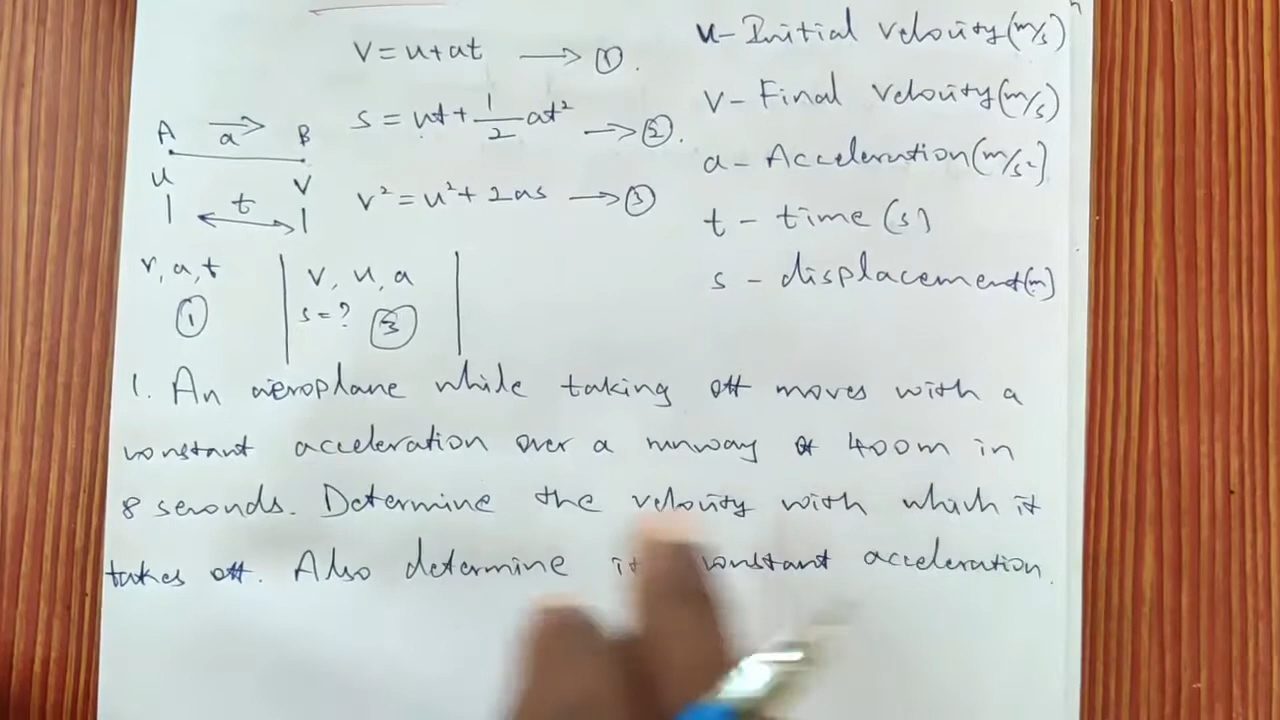 v = u + at → ①.
s = ut + 1/2 at² → ②.
v² = u² + 2as → ③
u - Initial velocity (m/s)
v - Final velocity (m/s)
a - Acceleration (m/s²)
t - time (s)
s - displacement (m)
A a → B
u v
t
v, a, t
①
v, u, a
s = ? ③
1. An aeroplane while taking off moves with a
constant acceleration over a runway of 400m in
8 seconds. Determine the velocity with which it
takes off. Also determine constant acceleration.